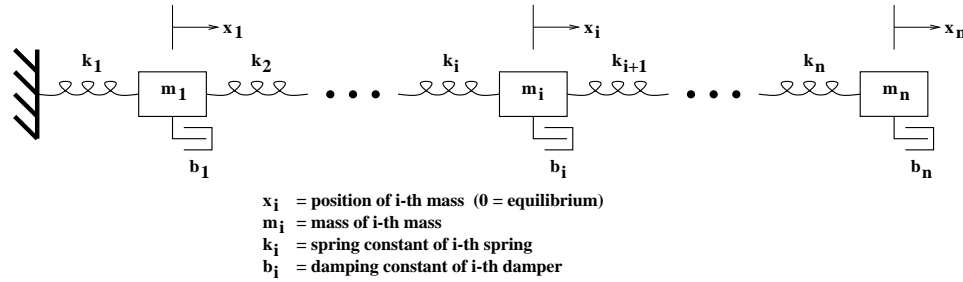 x1 xi xn
k1 k2 ki ki+1 kn
m1 mi mn
b1 bi bn
xi = position of i-th mass (0 = equilibrium)
mi = mass of i-th mass
ki = spring constant of i-th spring
bi = damping constant of i-th damper